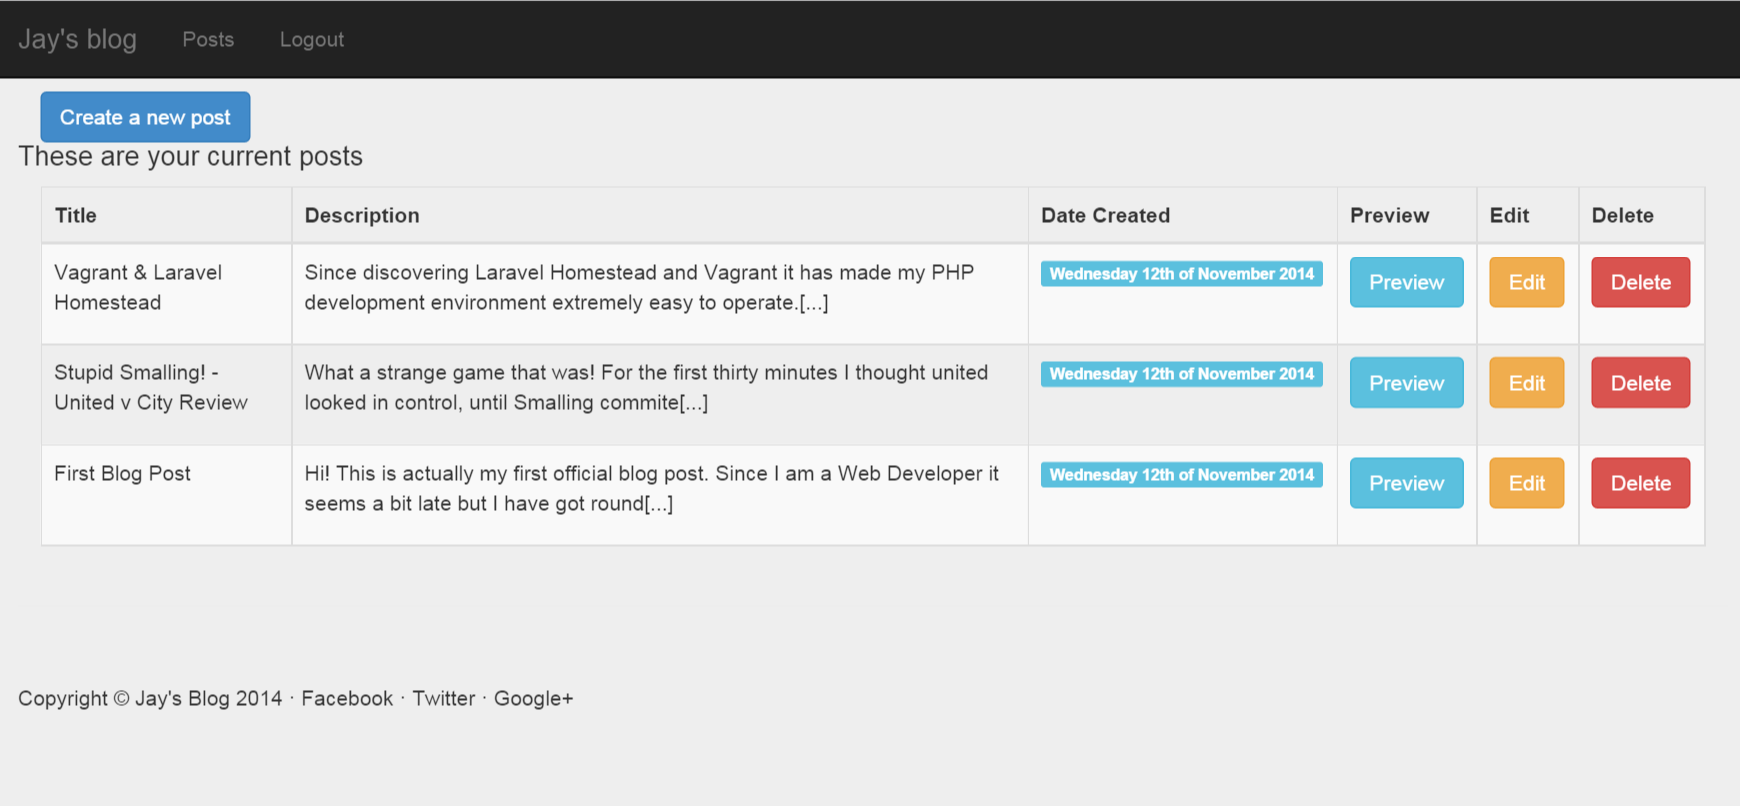 Jay's blog Posts Logout
Create a new post
These are your current posts
Title Description Date Created Preview Edit Delete
Vagrant & Laravel Since discovering Laravel Homestead and Vagrant it has made my PHP Wednesday 12th of November 2014 Preview Edit Delete
Homestead development environment extremely easy to operate.[...]
Stupid Smalling! - What a strange game that was! For the first thirty minutes I thought united Wednesday 12th of November 2014 Preview Edit Delete
United v City Review looked in control, until Smalling commite[...]
First Blog Post Hi! This is actually my first official blog post. Since I am a Web Developer it Wednesday 12th of November 2014 Preview Edit Delete
seems a bit late but I have got round[...]
Copyright © Jay's Blog 2014 · Facebook · Twitter · Google+